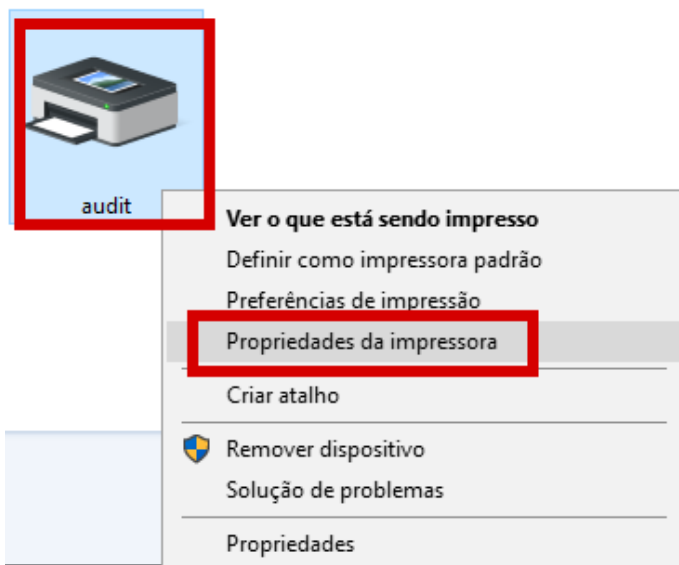 audit
Ver o que está sendo impresso
Definir como impressora padrão
Preferências de impressão
Propriedades da impressora
Criar atalho
Remover dispositivo
Solução de problemas
Propriedades